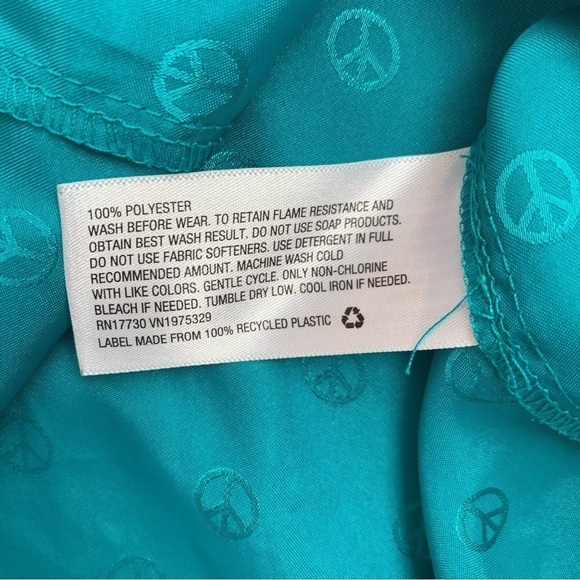 100% POLYESTER
WASH BEFORE WEAR. TO RETAIN FLAME RESISTANCE AND
OBTAIN BEST WASH RESULT. DO NOT USE SOAP PRODUCTS.
DO NOT USE FABRIC SOFTENERS. USE DETERGENT IN FULL
RECOMMENDED AMOUNT. MACHINE WASH COLD
WITH LIKE COLORS. GENTLE CYCLE. ONLY NON-CHLORINE
BLEACH IF NEEDED. TUMBLE DRY LOW. COOL IRON IF NEEDED.
RN17730 VN1975329
LABEL MADE FROM 100% RECYCLED PLASTIC